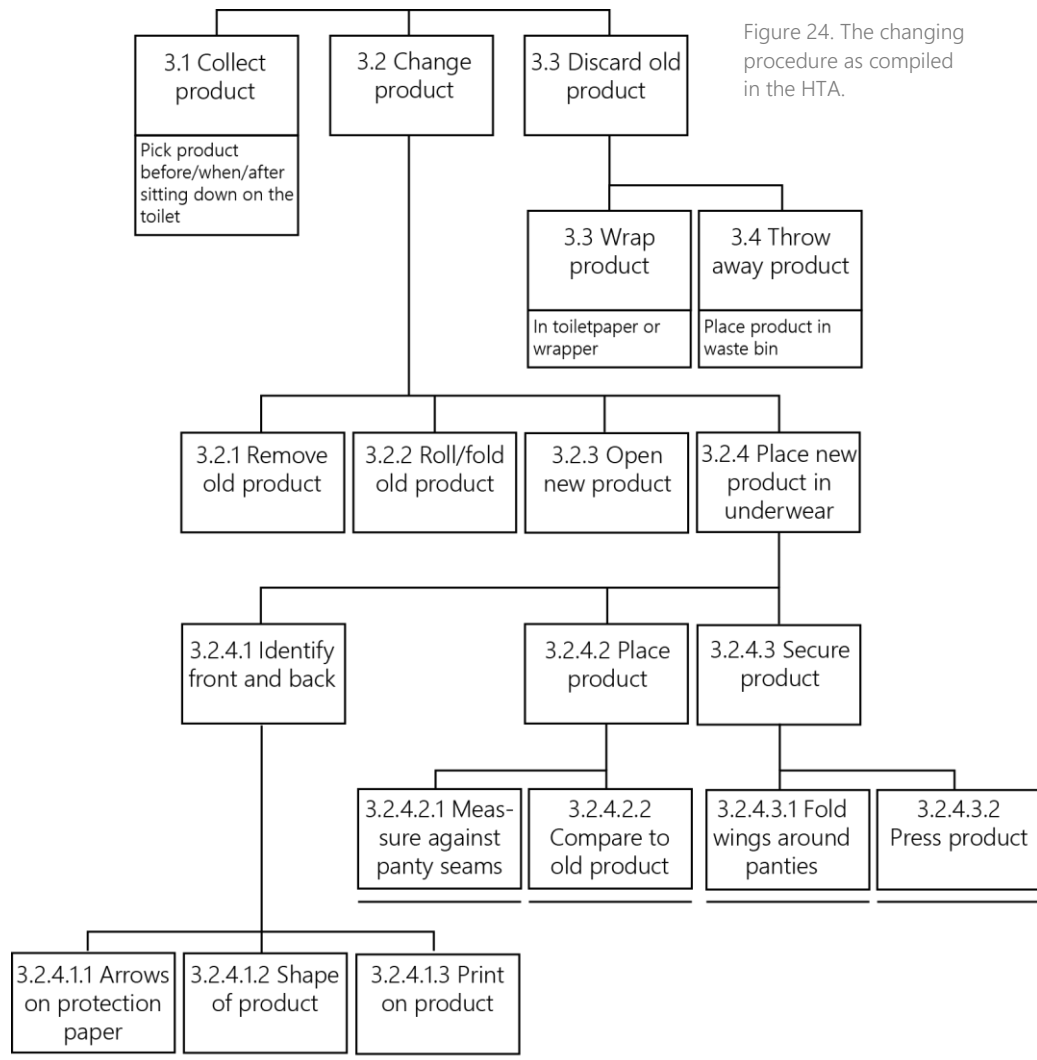 Figure 24. The changing
procedure as compiled
in the HTA.
3.1 Collect
product
Pick product
before/when/after
sitting down on the
toilet
3.2 Change
product
3.3 Discard old
product
3.3 Wrap
product
In toiletpaper or
wrapper
3.4 Throw
away product
Place product in
waste bin
3.2.1 Remove
old product
3.2.2 Roll/fold
old product
3.2.3 Open
new product
3.2.4 Place new
product in
underwear
3.2.4.1 Identify
front and back
3.2.4.2 Place
product
3.2.4.3 Secure
product
3.2.4.2.1 Meas-
sure against
panty seams
3.2.4.2.2
Compare to
old product
3.2.4.3.1 Fold
wings around
panties
3.2.4.3.2
Press product
3.2.4.1.1 Arrows
on protection
paper
3.2.4.1.2 Shape
of product
3.2.4.1.3 Print
on product